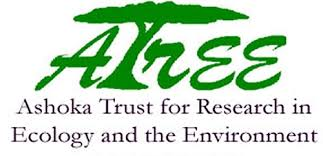 ATREE
Ashoka Trust for Research in
Ecology and the Environment